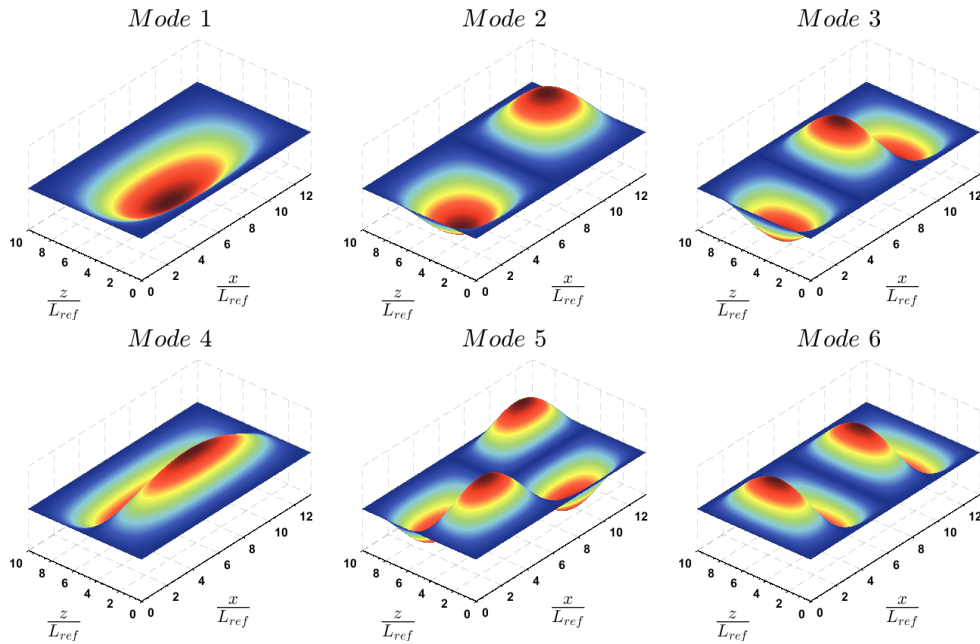 Mode 1
Mode 2
Mode 3
10 8 6 4 2 0
0 2 4 6 8 10 12
z/L_ref
x/L_ref
10 8 6 4 2 0
0 2 4 6 8 10 12
z/L_ref
x/L_ref
10 8 6 4 2 0
0 2 4 6 8 10 12
z/L_ref
x/L_ref
Mode 4
Mode 5
Mode 6
10 8 6 4 2 0
0 2 4 6 8 10 12
z/L_ref
x/L_ref
10 8 6 4 2 0
0 2 4 6 8 10 12
z/L_ref
x/L_ref
10 8 6 4 2 0
0 2 4 6 8 10 12
z/L_ref
x/L_ref